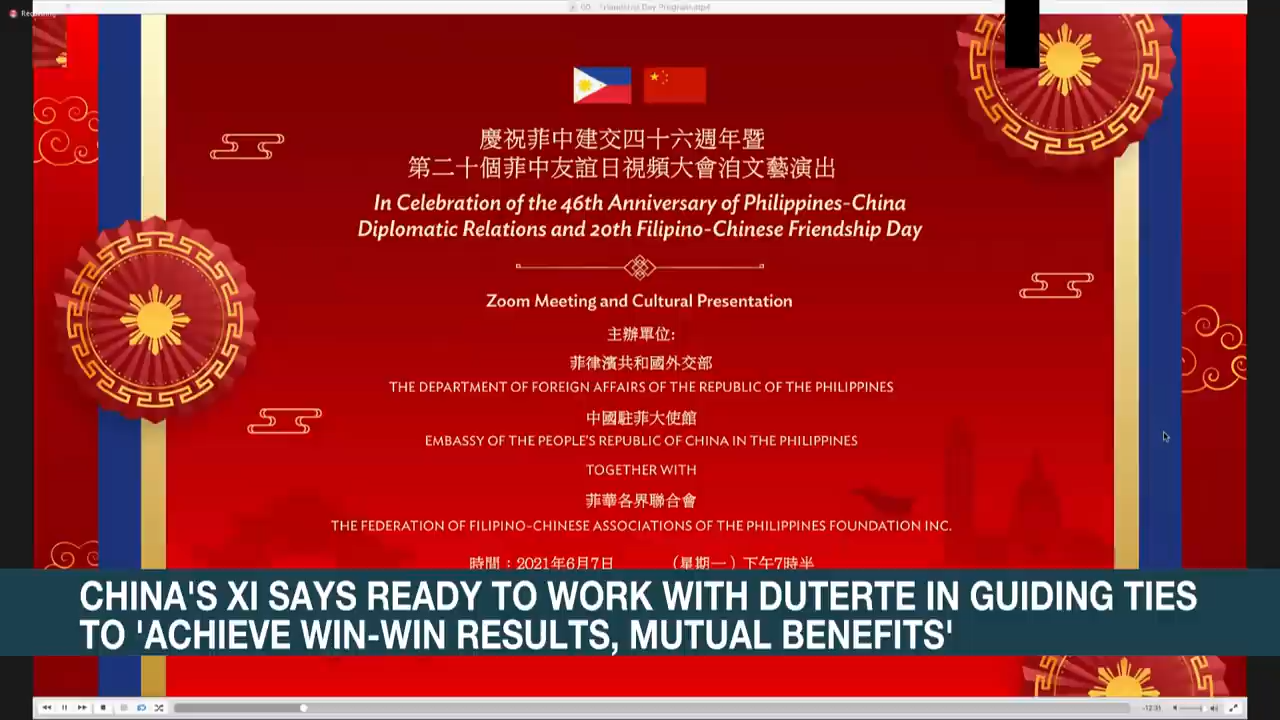 慶祝菲中建交四十六週年暨
第二十個菲中友誼日視頻大會洎文藝演出
In Celebration of the 46th Anniversary of Philippines-China
Diplomatic Relations and 20th Filipino-Chinese Friendship Day
Zoom Meeting and Cultural Presentation
主辦單位:
菲律濱共和國外交部
THE DEPARTMENT OF FOREIGN AFFAIRS OF THE REPUBLIC OF THE PHILIPPINES
中國駐菲大使館
EMBASSY OF THE PEOPLE'S REPUBLIC OF CHINA IN THE PHILIPPINES
TOGETHER WITH
菲華各界聯合會
THE FEDERATION OF FILIPINO-CHINESE ASSOCIATIONS OF THE PHILIPPINES FOUNDATION INC.
時間：2021年6月7日 （星期一）下午7時半
CHINA'S XI SAYS READY TO WORK WITH DUTERTE IN GUIDING TIES
TO 'ACHIEVE WIN-WIN RESULTS, MUTUAL BENEFITS'